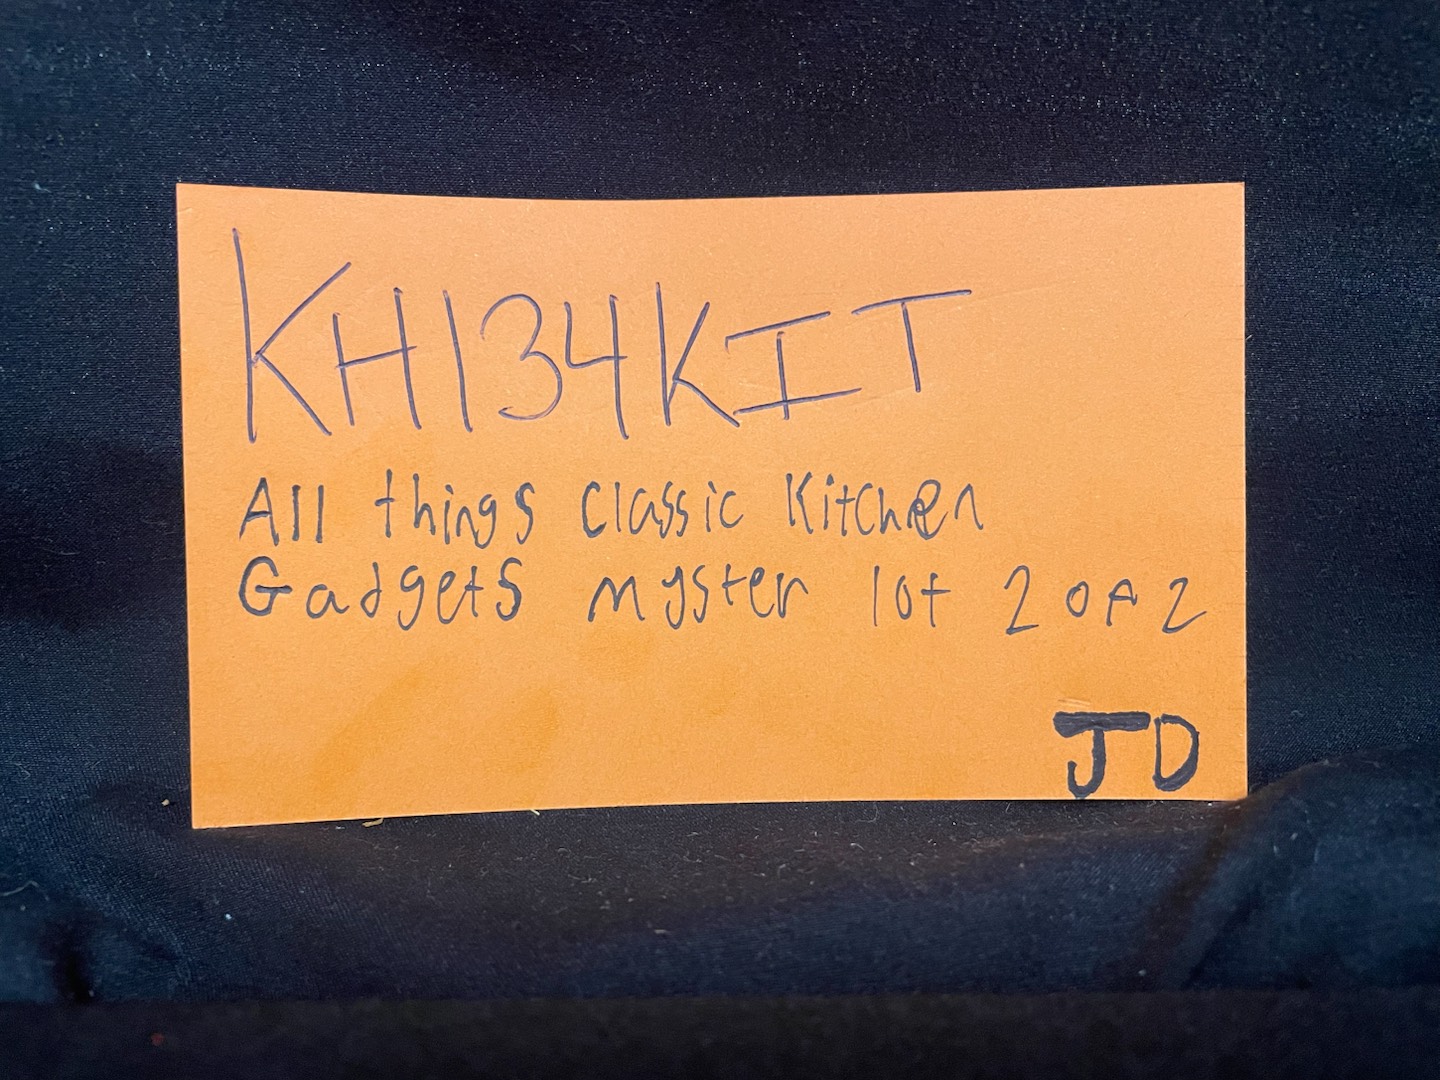 KH134KIT
All things Classic Kitchen
Gadgets myster lot 2 of 2
JD